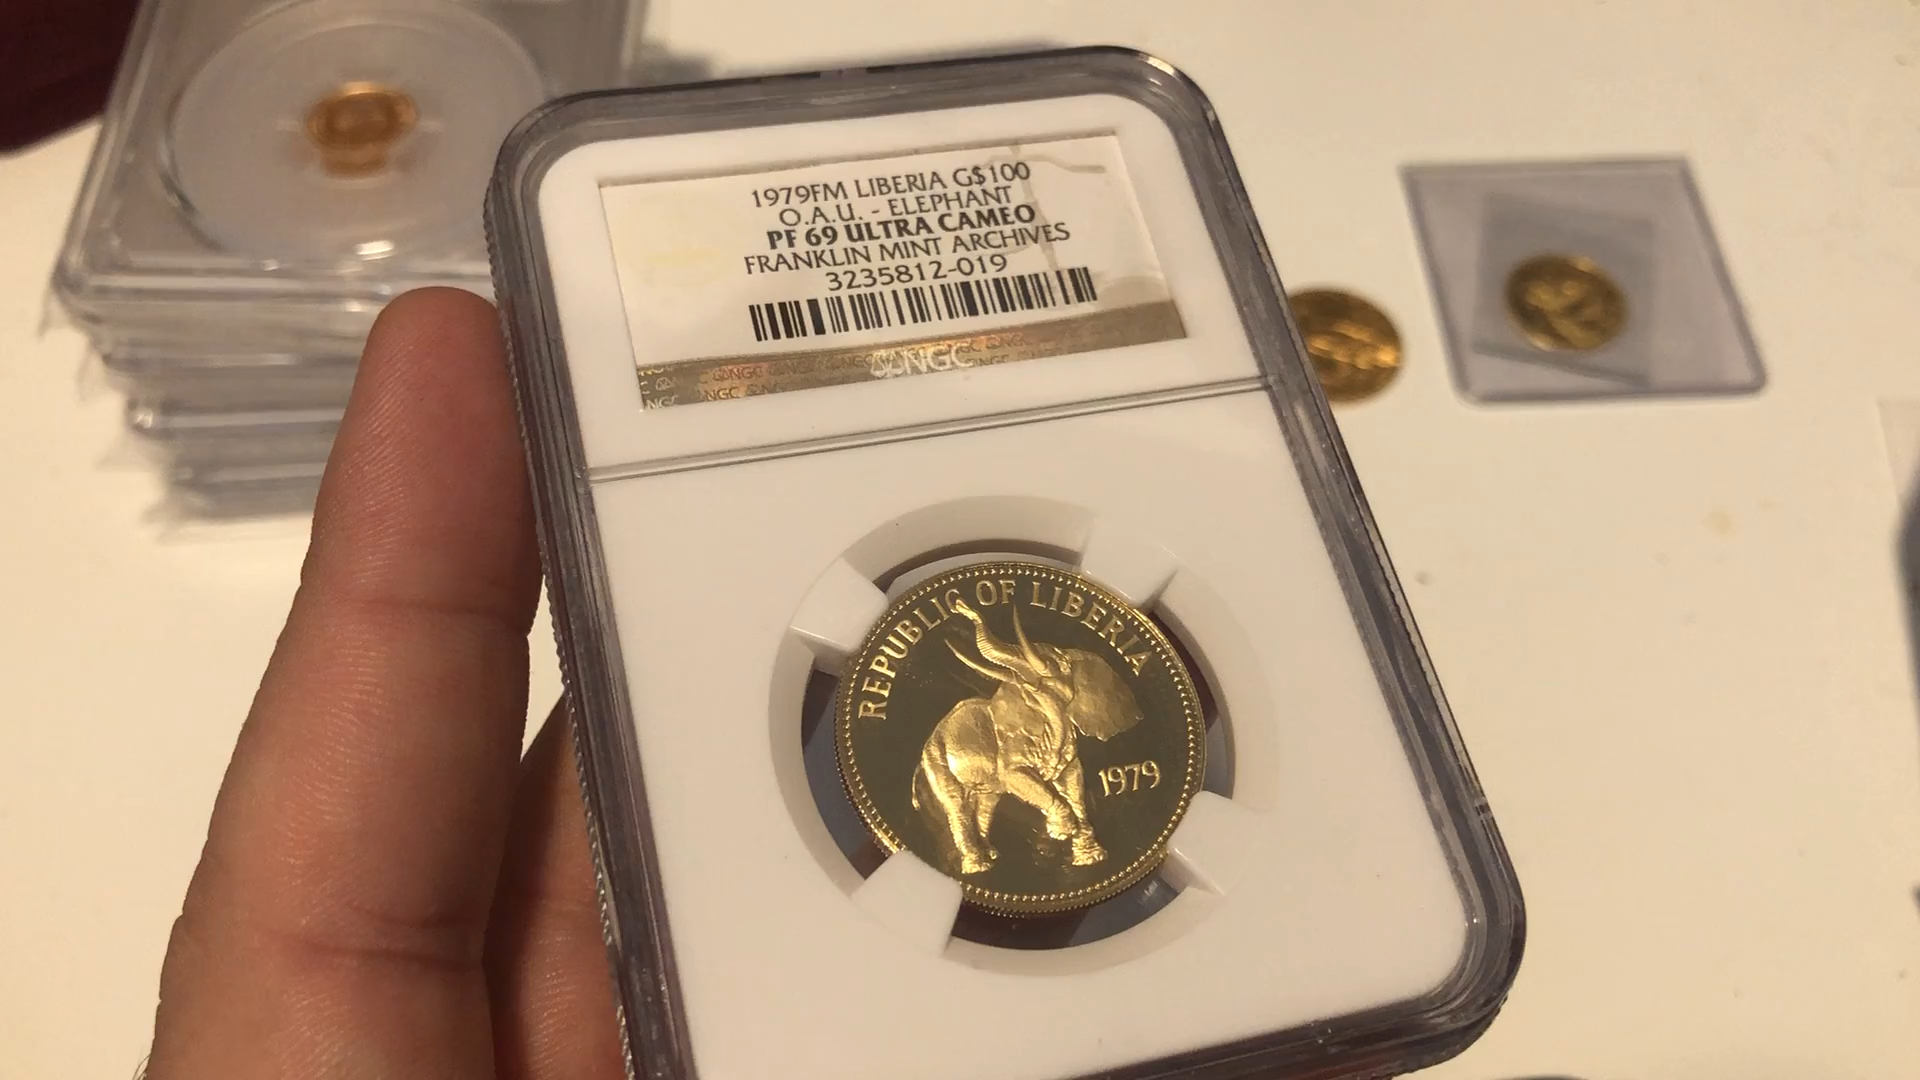 1979FM LIBERIA G$100
O.A.U. - ELEPHANT
PF 69 ULTRA CAMEO
FRANKLIN MINT ARCHIVES
3235812-019
NGC
REPUBLIC OF LIBERIA
1979